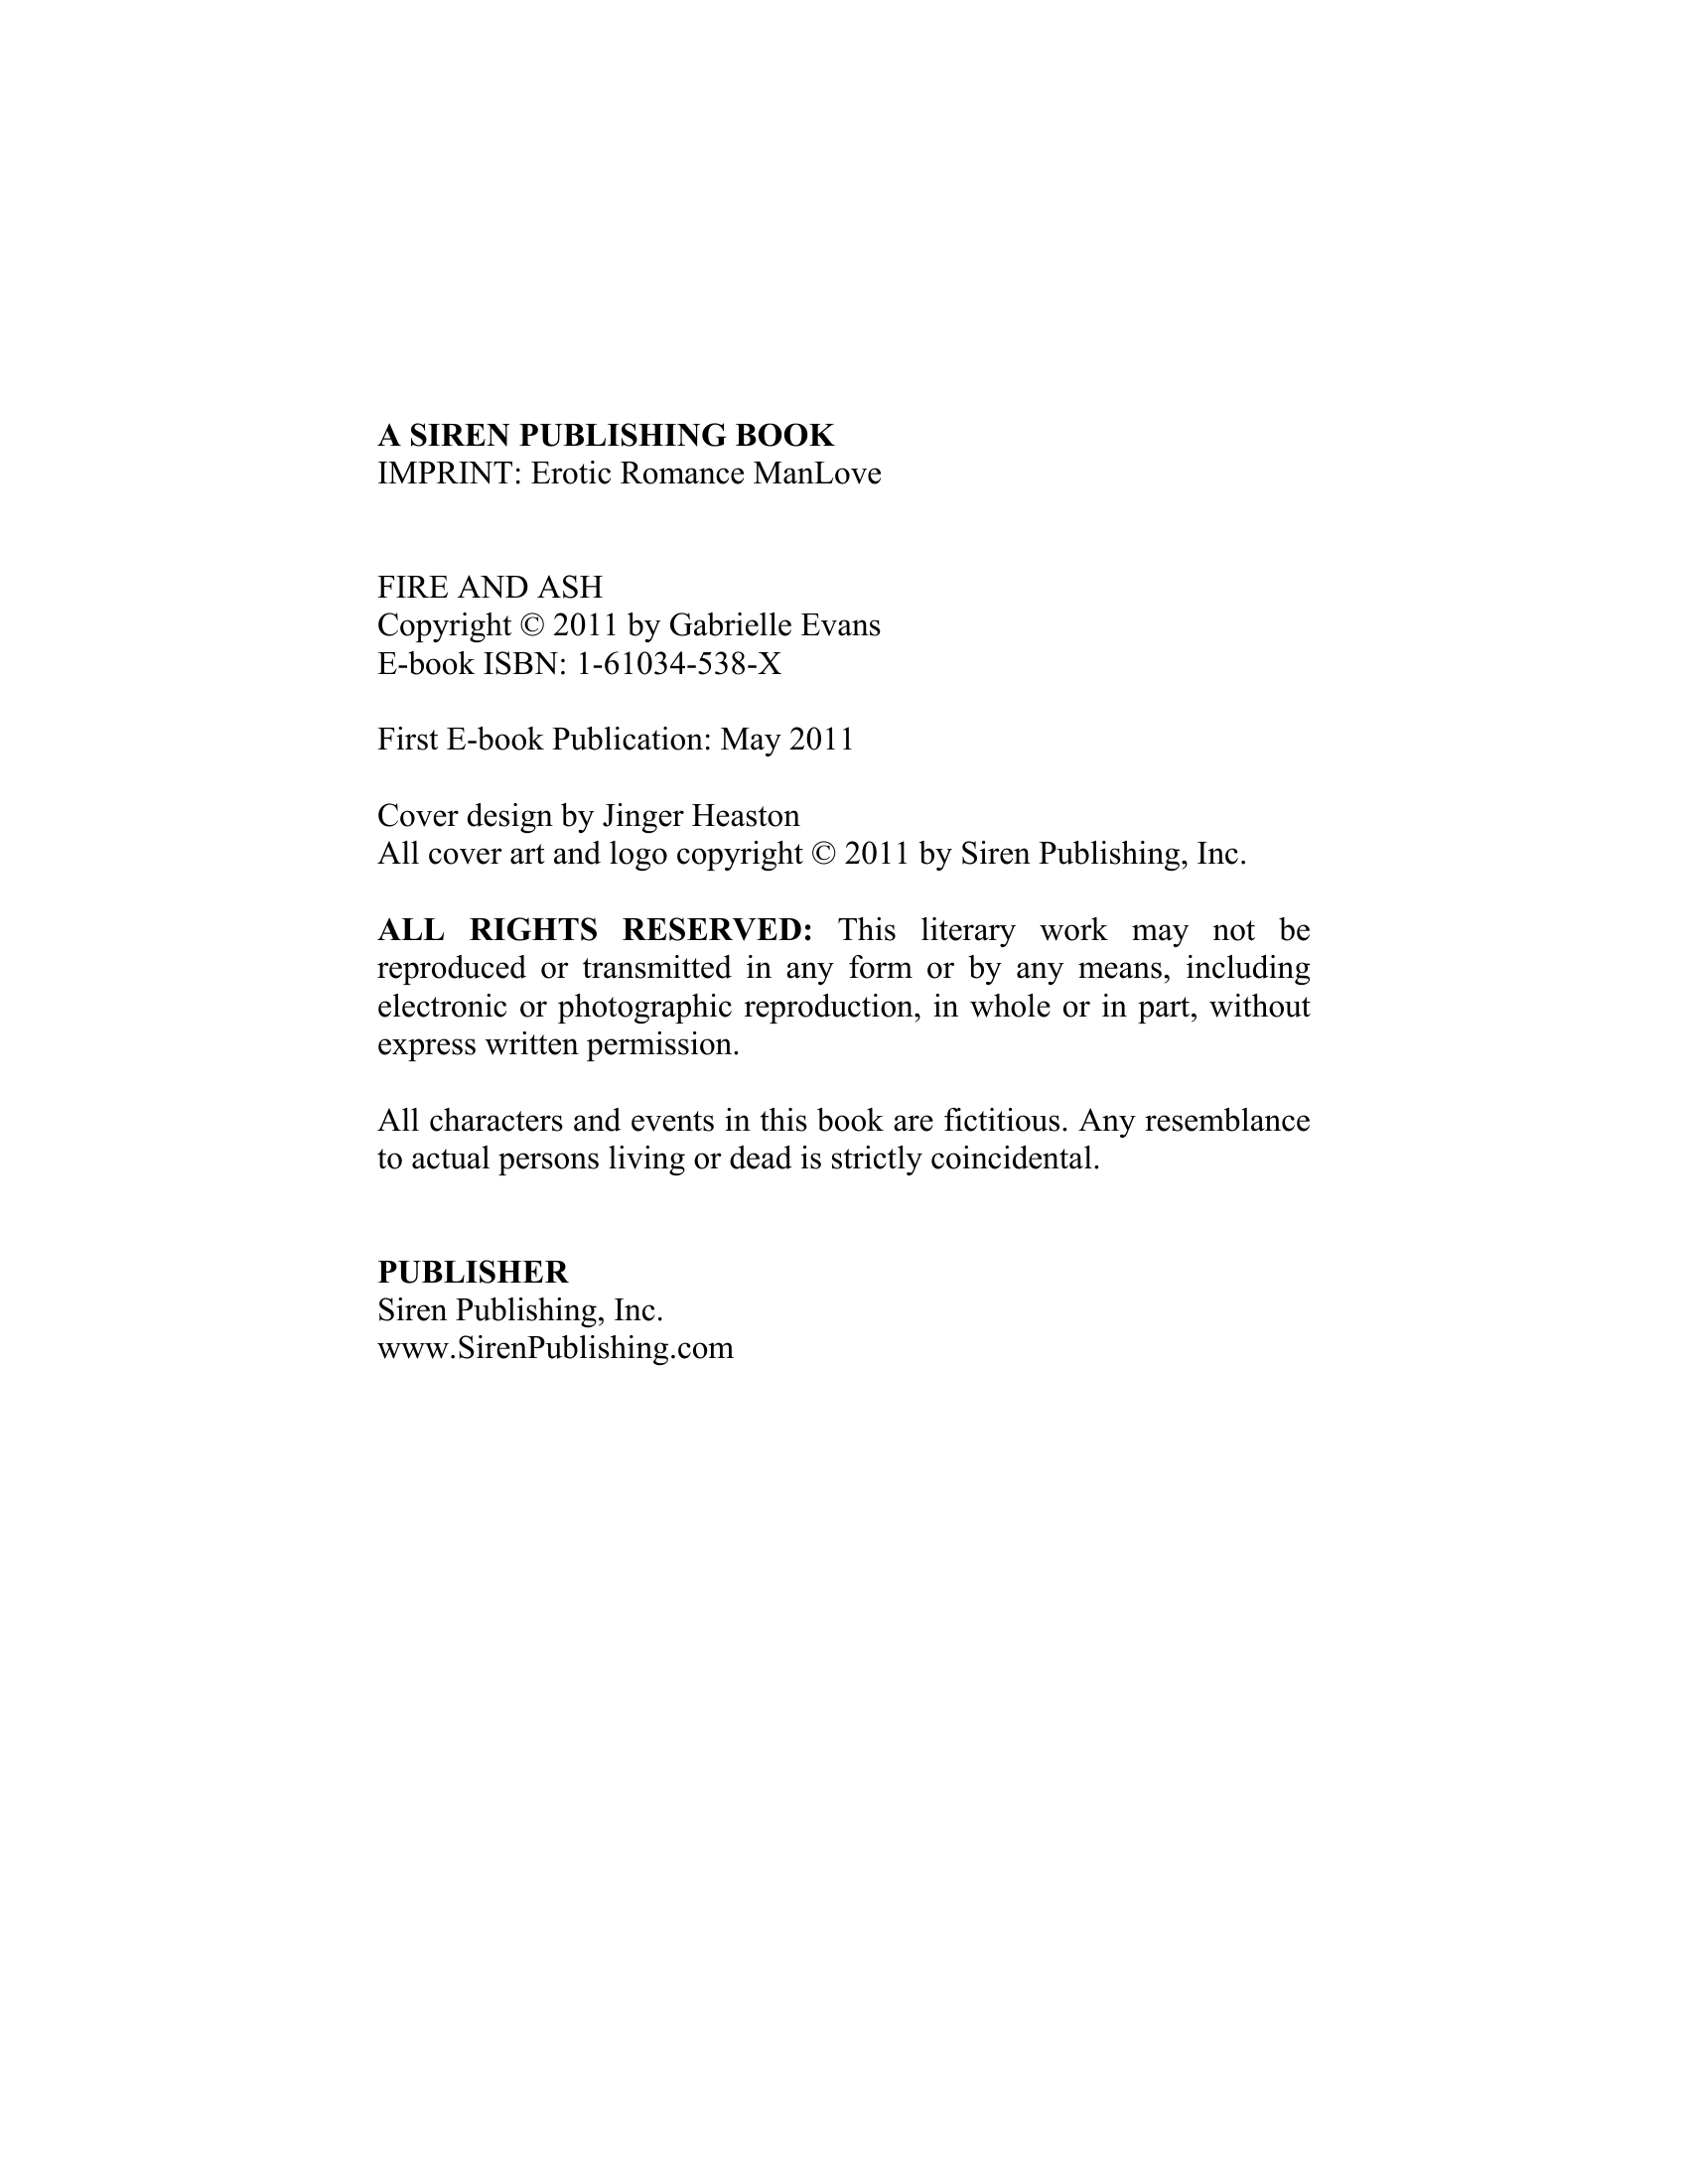 A SIREN PUBLISHING BOOK
IMPRINT: Erotic Romance ManLove
FIRE AND ASH
Copyright © 2011 by Gabrielle Evans
E-book ISBN: 1-61034-538-X
First E-book Publication: May 2011
Cover design by Jinger Heaston
All cover art and logo copyright © 2011 by Siren Publishing, Inc.
ALL RIGHTS RESERVED: This literary work may not be
reproduced or transmitted in any form or by any means, including
electronic or photographic reproduction, in whole or in part, without
express written permission.
All characters and events in this book are fictitious. Any resemblance
to actual persons living or dead is strictly coincidental.
PUBLISHER
Siren Publishing, Inc.
www.SirenPublishing.com